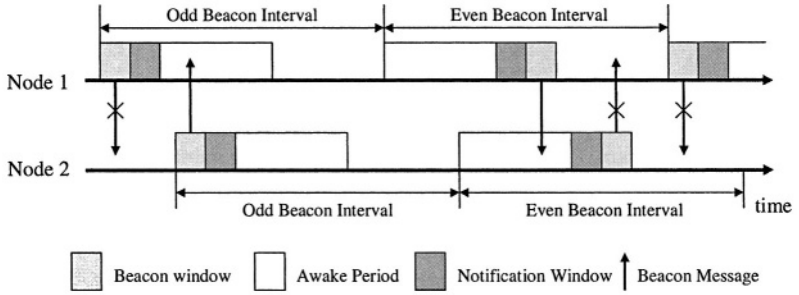 Odd Beacon Interval Even Beacon Interval
Node 1
Node 2
Odd Beacon Interval Even Beacon Interval time
Beacon window Awake Period Notification Window Beacon Message